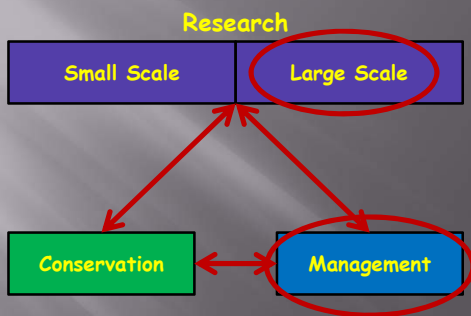 Research
Small Scale
Large Scale
Conservation
Management